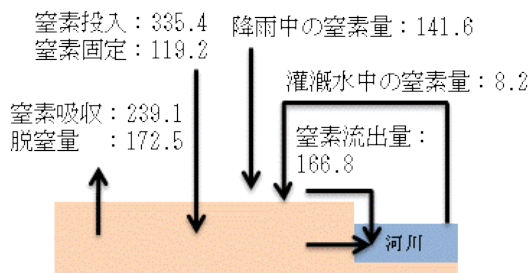 窒素投入：335.4
窒素固定：119.2
降雨中の窒素量：141.6
灌漑水中の窒素量：8.2
窒素吸収：239.1
脱窒量　：172.5
窒素流出量：
166.8
河川